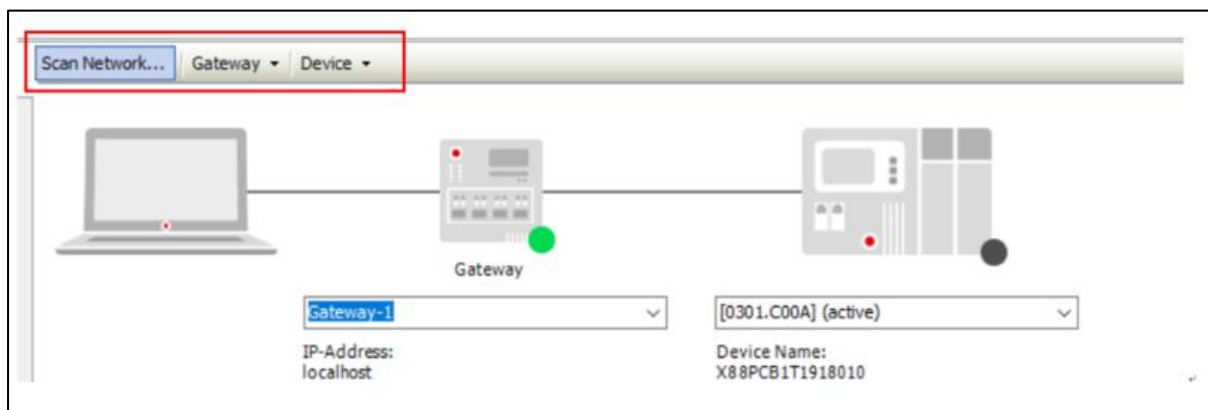 Scan Network... Gateway Device
Gateway
Gateway-1 [0301.C00A] (active)
IP-Address: Device Name:
localhost X88PCB1T1918010